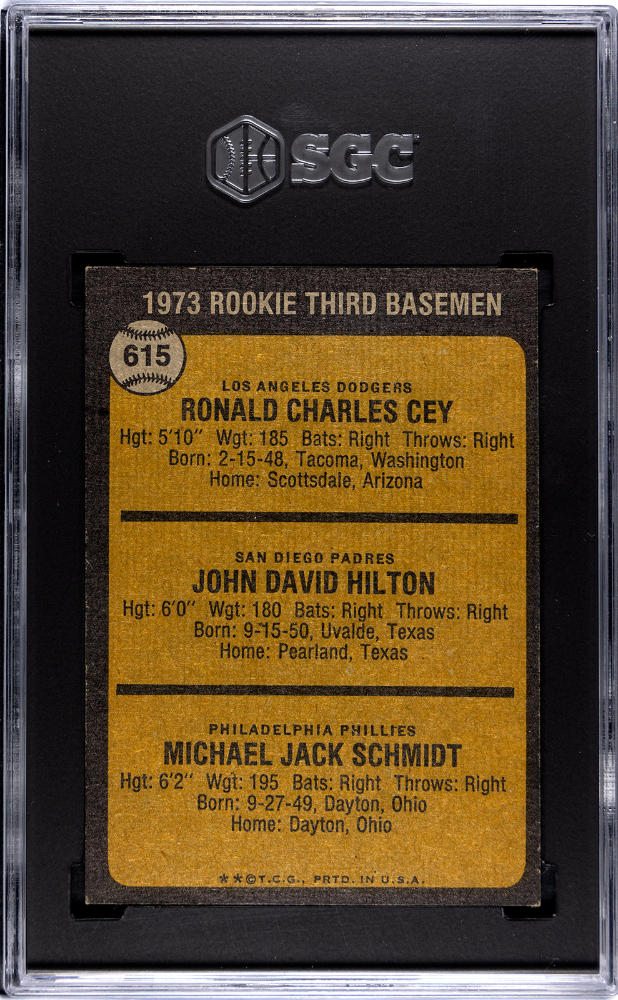 SGC
1973 ROOKIE THIRD BASEMEN
615
LOS ANGELES DODGERS
RONALD CHARLES CEY
Hgt: 5'10" Wgt: 185 Bats: Right Throws: Right
Born: 2-15-48, Tacoma, Washington
Home: Scottsdale, Arizona
SAN DIEGO PADRES
JOHN DAVID HILTON
Hgt: 6'0" Wgt: 180 Bats: Right Throws: Right
Born: 9-15-50, Uvalde, Texas
Home: Pearland, Texas
PHILADELPHIA PHILLIES
MICHAEL JACK SCHMIDT
Hgt: 6'2" Wgt: 195 Bats: Right Throws: Right
Born: 9-27-49, Dayton, Ohio
Home: Dayton, Ohio
**©T.C.G., PRTD. IN U.S.A.